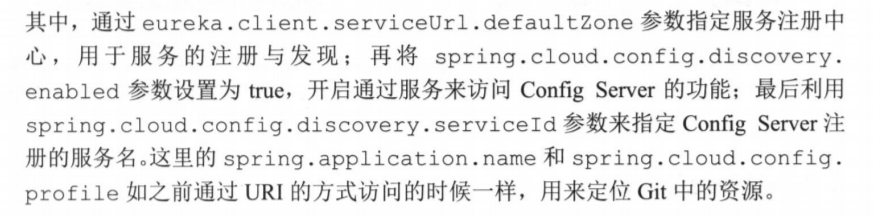 其中，通过 eureka.client.serviceUrl.defaultZone 参数指定服务注册中
心，用于服务的注册与发现；再将 spring.cloud.config.discovery.
enabled 参数设置为 true，开启通过服务来访问 Config Server 的功能；最后利用
spring.cloud.config.discovery.serviceId 参数来指定 Config Server 注
册的服务名。这里的 spring.application.name 和 spring.cloud.config.
profile 如之前通过 URI 的方式访问的时候一样，用来定位 Git 中的资源。